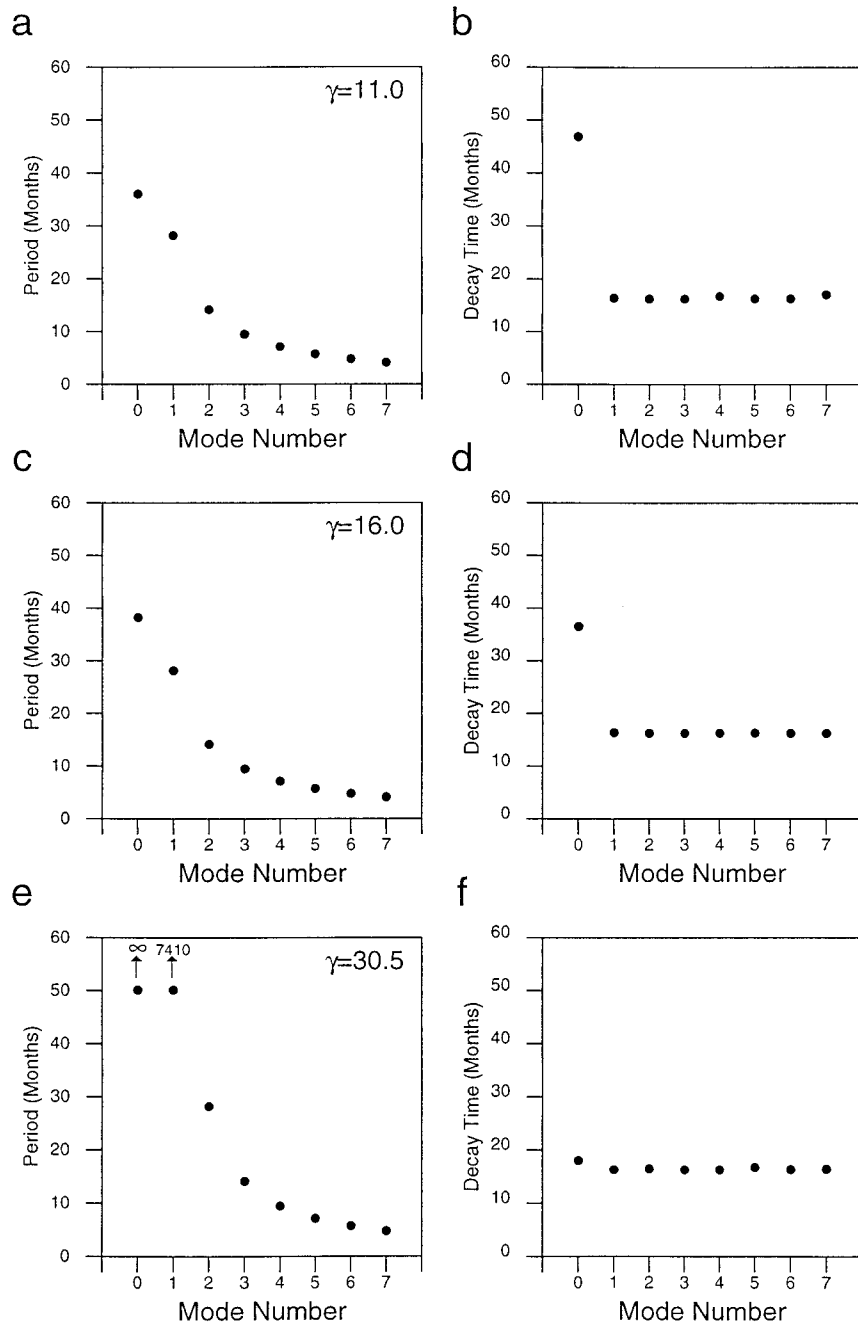 a
60
50
40
30
20
10
0
Period (Months)
γ=11.0
0 1 2 3 4 5 6 7
Mode Number
b
60
50
40
30
20
10
0
Decay Time (Months)
0 1 2 3 4 5 6 7
Mode Number
c
60
50
40
30
20
10
0
Period (Months)
γ=16.0
0 1 2 3 4 5 6 7
Mode Number
d
60
50
40
30
20
10
0
Decay Time (Months)
0 1 2 3 4 5 6 7
Mode Number
e
60
50
40
30
20
10
0
Period (Months)
∞ 7410
γ=30.5
0 1 2 3 4 5 6 7
Mode Number
f
60
50
40
30
20
10
0
Decay Time (Months)
0 1 2 3 4 5 6 7
Mode Number